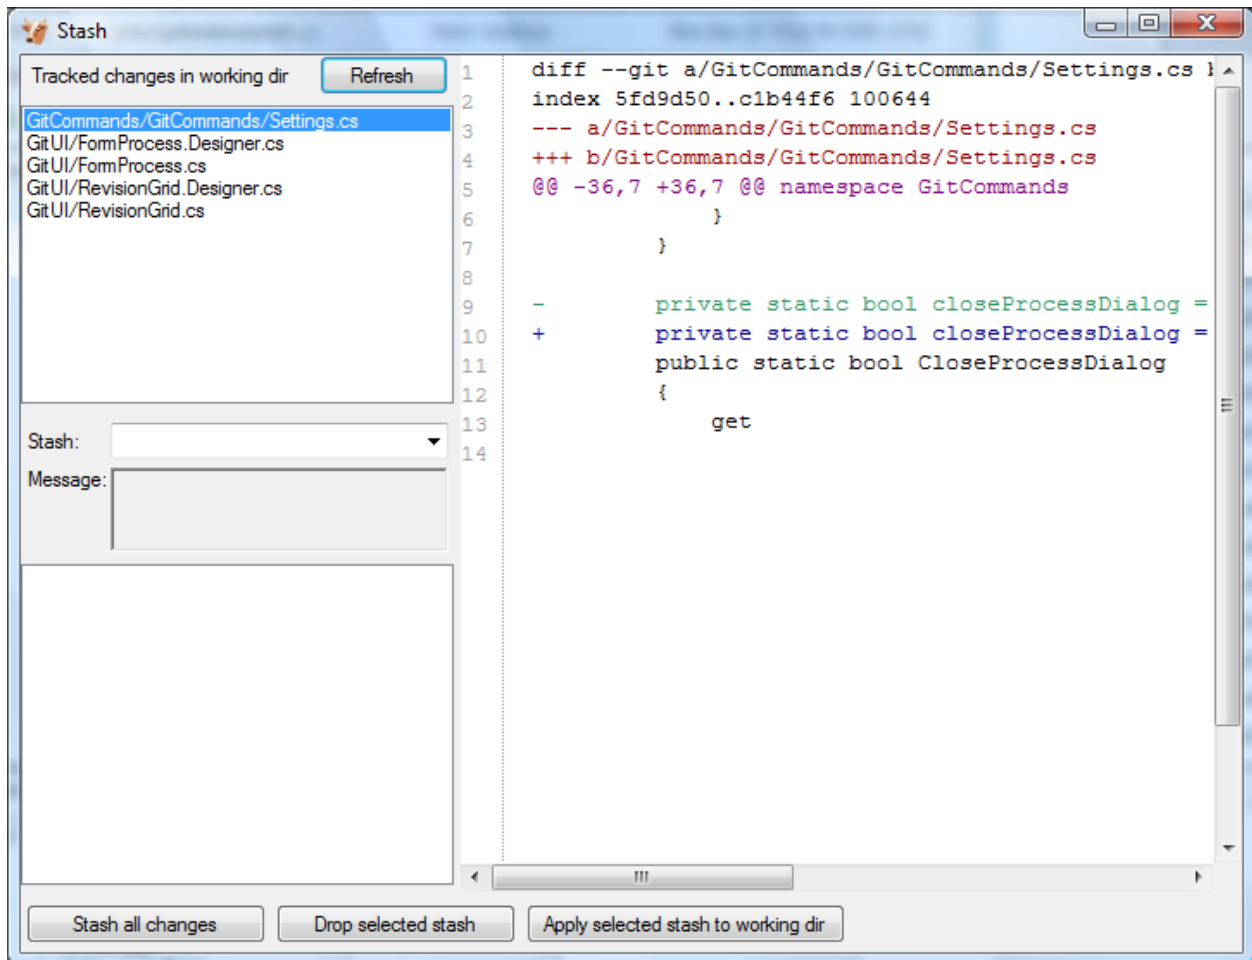 Stash
Tracked changes in working dir
Refresh
GitCommands/GitCommands/Settings.cs
GitUI/FormProcess.Designer.cs
GitUI/FormProcess.cs
GitUI/RevisionGrid.Designer.cs
GitUI/RevisionGrid.cs
Stash:
Message:
1 diff --git a/GitCommands/GitCommands/Settings.cs
2 index 5fd9d50..c1b44f6 100644
3 --- a/GitCommands/GitCommands/Settings.cs
4 +++ b/GitCommands/GitCommands/Settings.cs
5 @@ -36,7 +36,7 @@ namespace GitCommands
6 }
7 }
8
9 - private static bool closeProcessDialog =
10 + private static bool closeProcessDialog =
11 public static bool CloseProcessDialog
12 {
13 get
14
Stash all changes
Drop selected stash
Apply selected stash to working dir